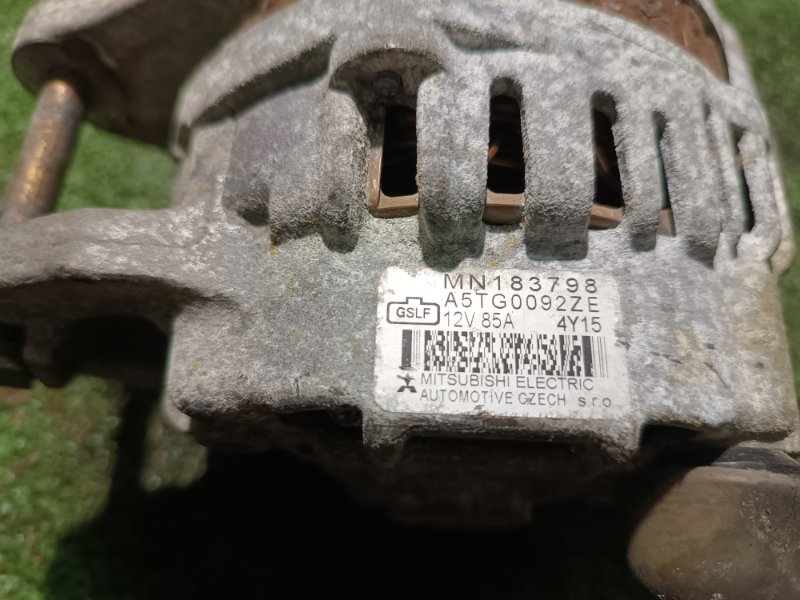 MN183798
A5TG0092ZE
GSLF 12V 85A 4Y15
MITSUBISHI ELECTRIC
AUTOMOTIVE CZECH s.r.o